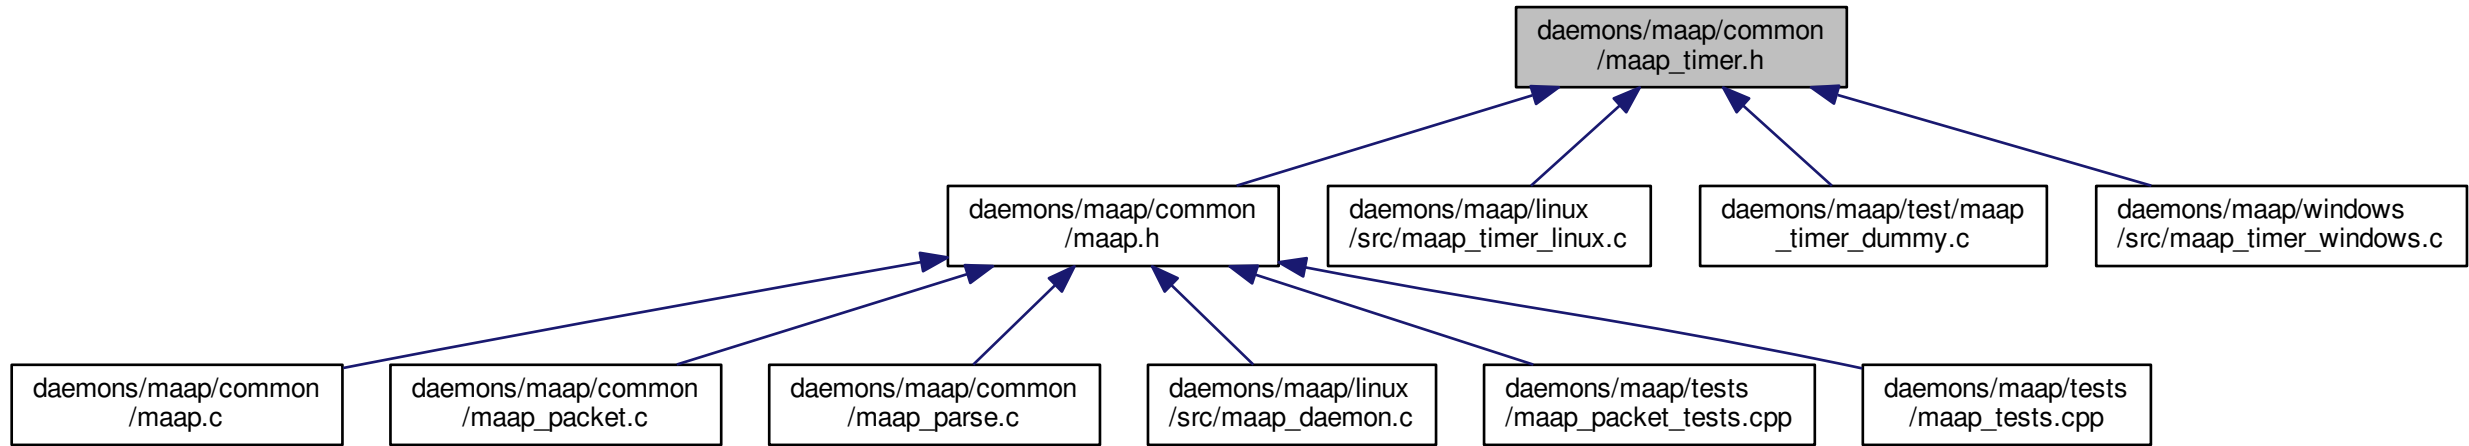 daemons/maap/common
/maap_timer.h
daemons/maap/common
/maap.h
daemons/maap/linux
/src/maap_timer_linux.c
daemons/maap/test/maap
_timer_dummy.c
daemons/maap/windows
/src/maap_timer_windows.c
daemons/maap/common
/maap.c
daemons/maap/common
/maap_packet.c
daemons/maap/common
/maap_parse.c
daemons/maap/linux
/src/maap_daemon.c
daemons/maap/tests
/maap_packet_tests.cpp
daemons/maap/tests
/maap_tests.cpp